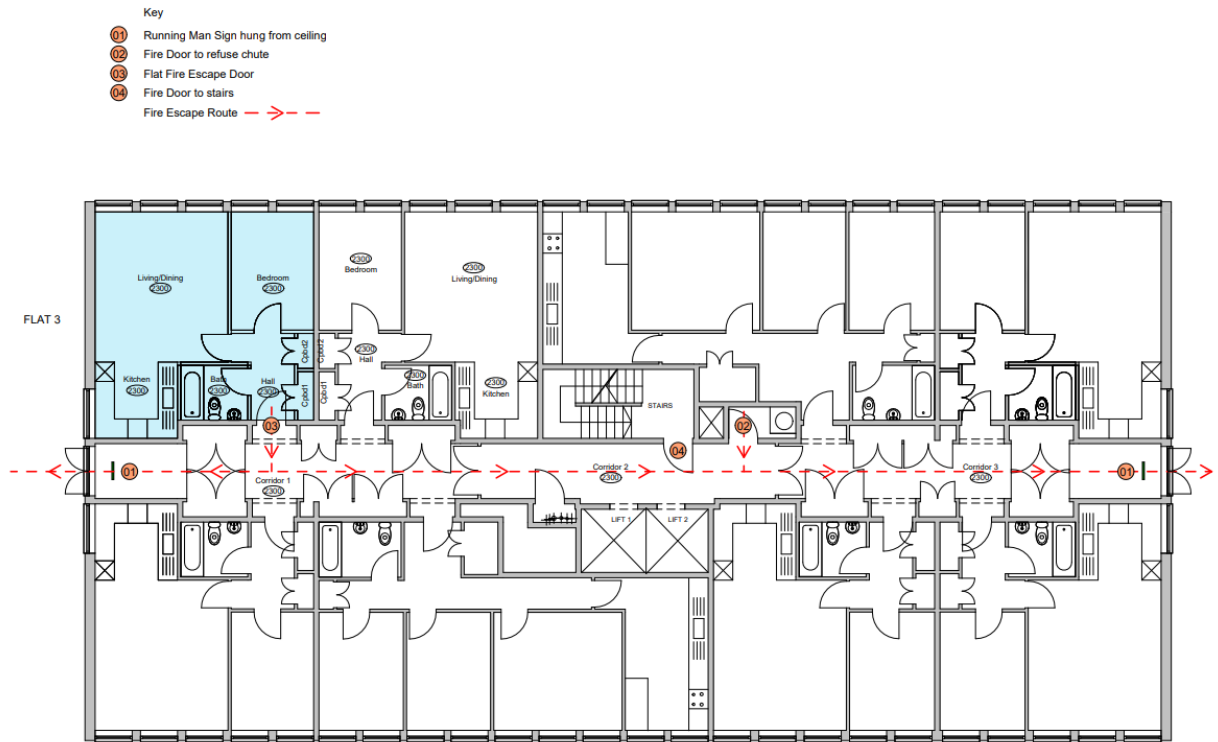 Key
01 Running Man Sign hung from ceiling
02 Fire Door to refuse chute
03 Flat Fire Escape Door
04 Fire Door to stairs
Fire Escape Route
2300
Bedroom
2300
Living/Dining
Living/Dining
2300
Bedroom
2300
FLAT 3
Cpbd2
Cpbd2
2300
Hall
Kitchen
2300
Bath
2300
Hall
2300
Cpbd1
Cpbd1
2300
Bath
2300
Kitchen
STAIRS
03
02
04
01
Corridor 1
2300
Corridor 2
2300
Corridor 3
2300
01
LIFT 1
LIFT 2